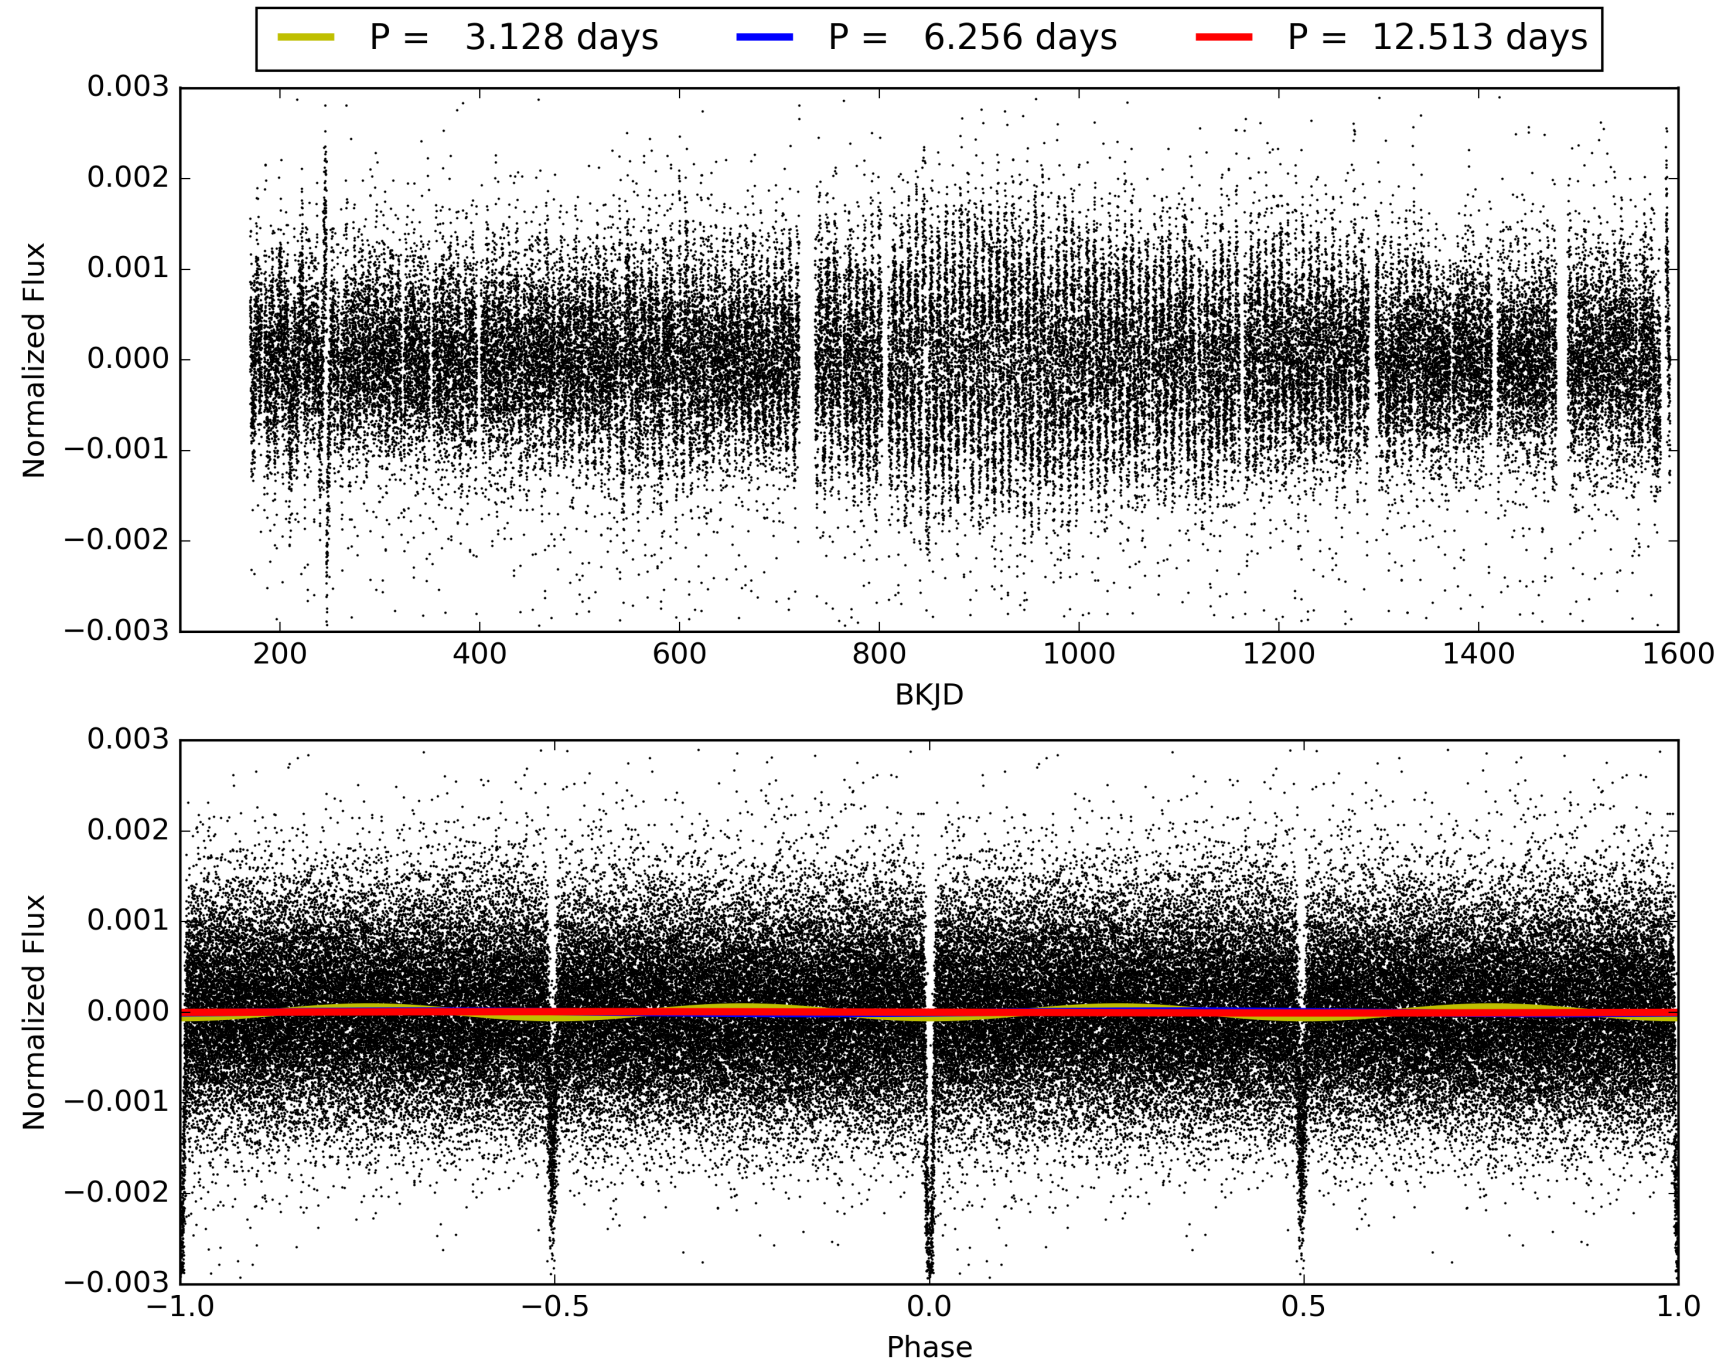 P = 3.128 days P = 6.256 days P = 12.513 days
0.003
0.002
0.001
0.000
−0.001
−0.002
−0.003
Normalized Flux
200 400 600 800 1000 1200 1400 1600
BKJD
0.003
0.002
0.001
0.000
−0.001
−0.002
−0.003
Normalized Flux
−1.0 −0.5 0.0 0.5 1.0
Phase